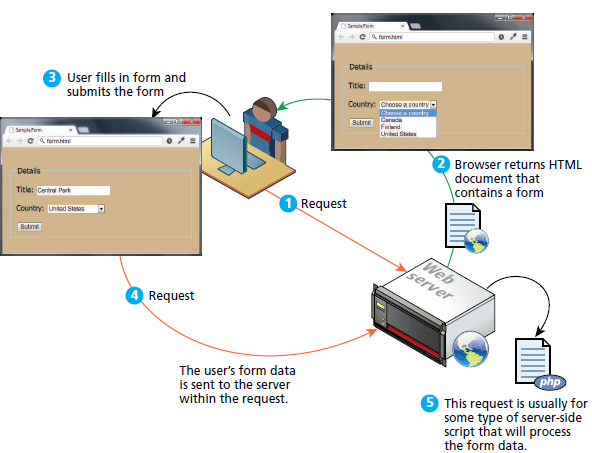 Sample Form
form.html
Details
Title:
Country: Choose a country
Choose a country
Canada
Finland
United States
Submit
3 User fills in form and
submits the form
Sample Form
form.html
Details
Title: Central Park
Country: United States
Submit
2 Browser returns HTML
document that
contains a form
1 Request
Web
server
4 Request
The user's form data
is sent to the server
within the request.
php
5 This request is usually for
some type of server-side
script that will process
the form data.